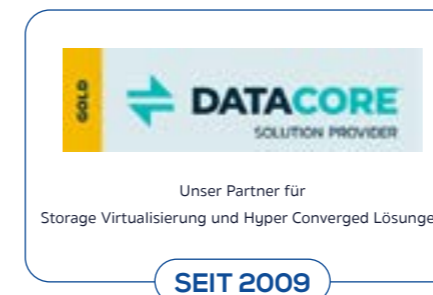 GOLD
DATACORE
SOLUTION PROVIDER
Unser Partner für
Storage Virtualisierung und Hyper Converged Lösunge
SEIT 2009